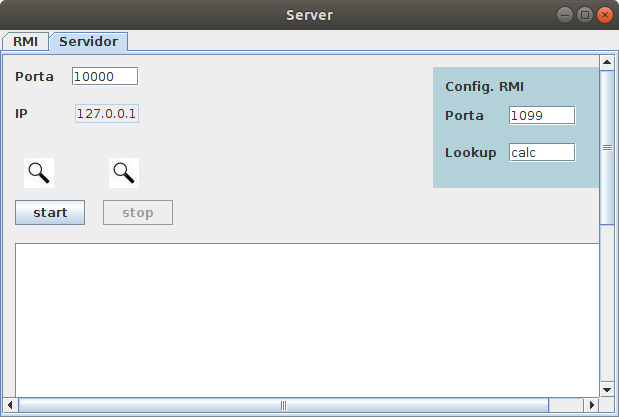 Server
RMI Servidor
Porta 10000
IP 127.0.0.1
start stop
Config. RMI
Porta 1099
Lookup calc